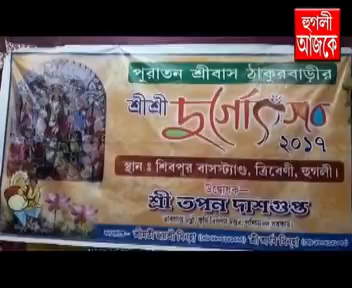 হুগলী
আজকে
পুরাতন শ্রীবাস ঠাকুরবাড়ীর
শ্রীশ্রী দুর্গোৎসব
২০১৭
স্থান : শিবপুর বাসস্ট্যাণ্ড, ত্রিবেণী, হুগলী।
উদ্বোধক—
শ্রী তপন দাশগুপ্ত